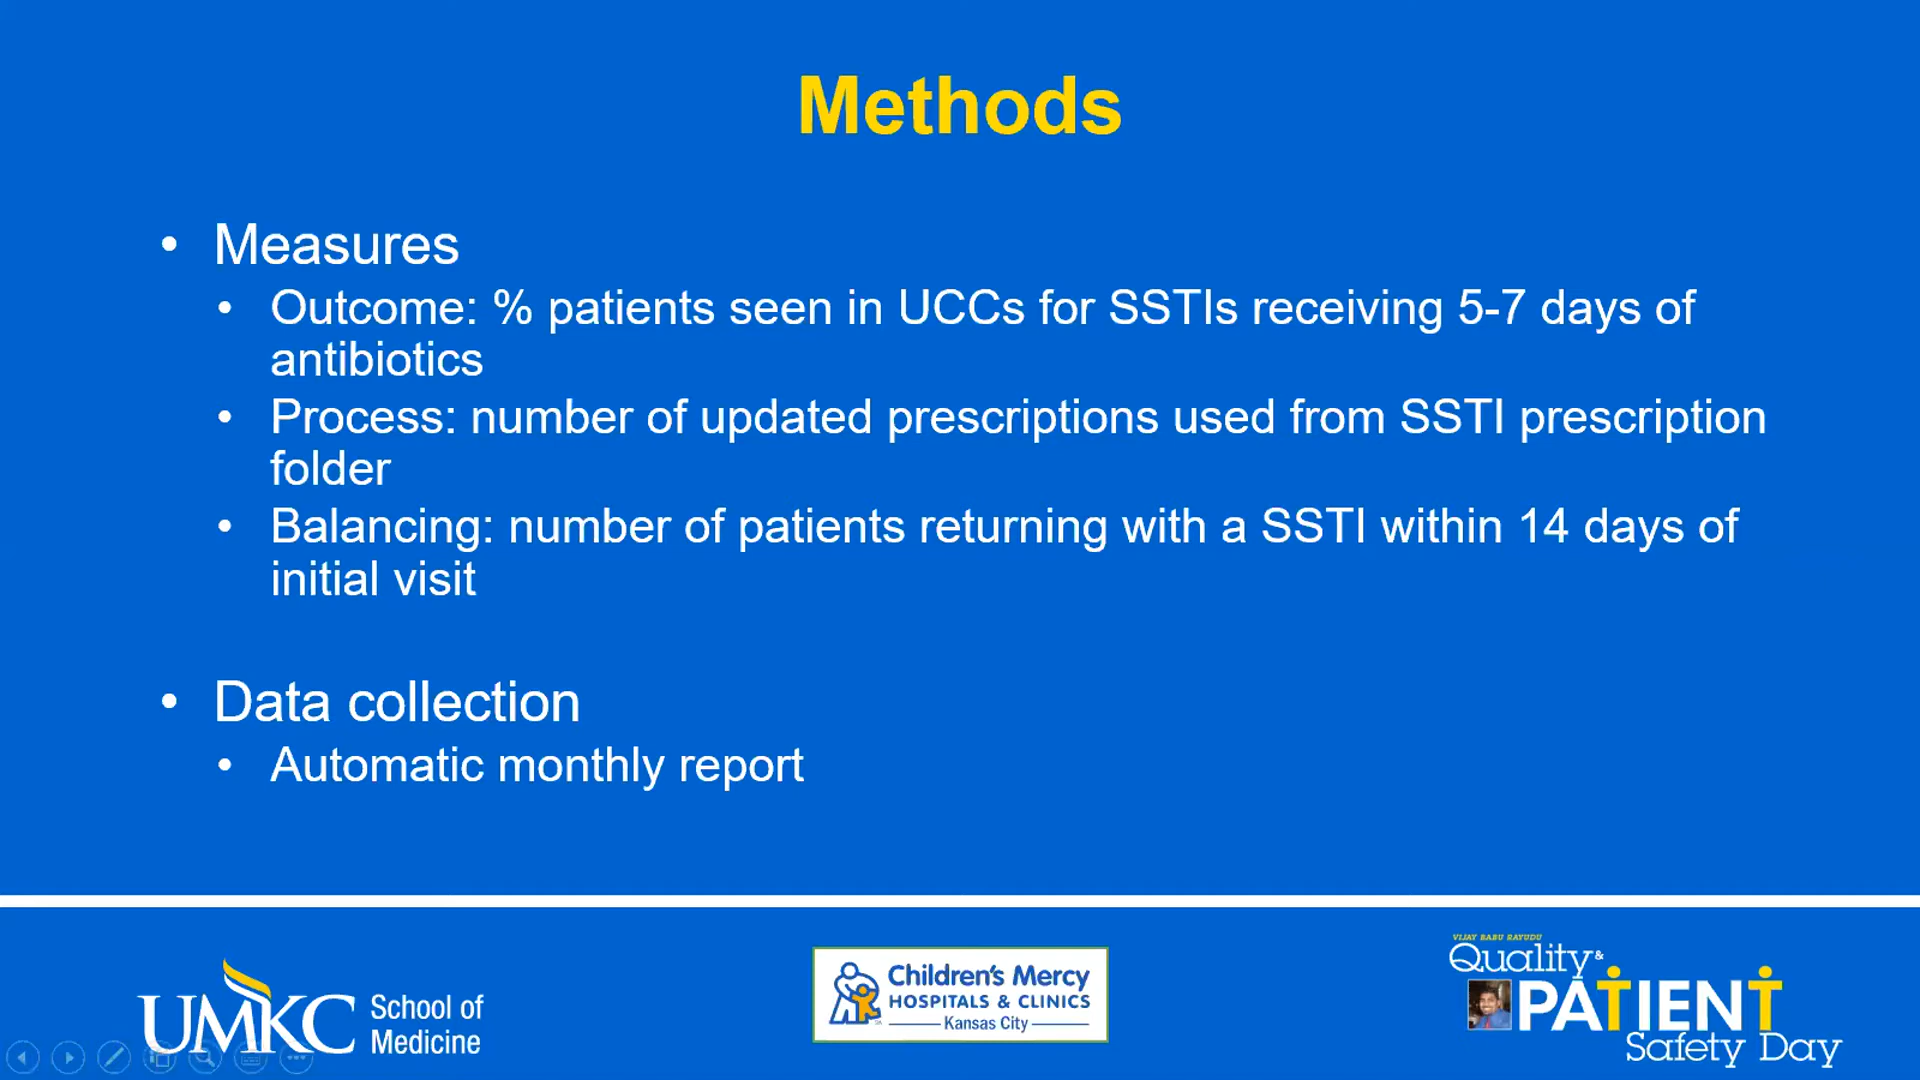 Methods
• Measures
• Outcome: % patients seen in UCCs for SSTIs receiving 5-7 days of
antibiotics
• Process: number of updated prescriptions used from SSTI prescription
folder
• Balancing: number of patients returning with a SSTI within 14 days of
initial visit
• Data collection
• Automatic monthly report
UMKC School of
Medicine
Children's Mercy
HOSPITALS & CLINICS
Kansas City
VIJAY BABU RAYUDU
Quality &
PATIENT
Safety Day